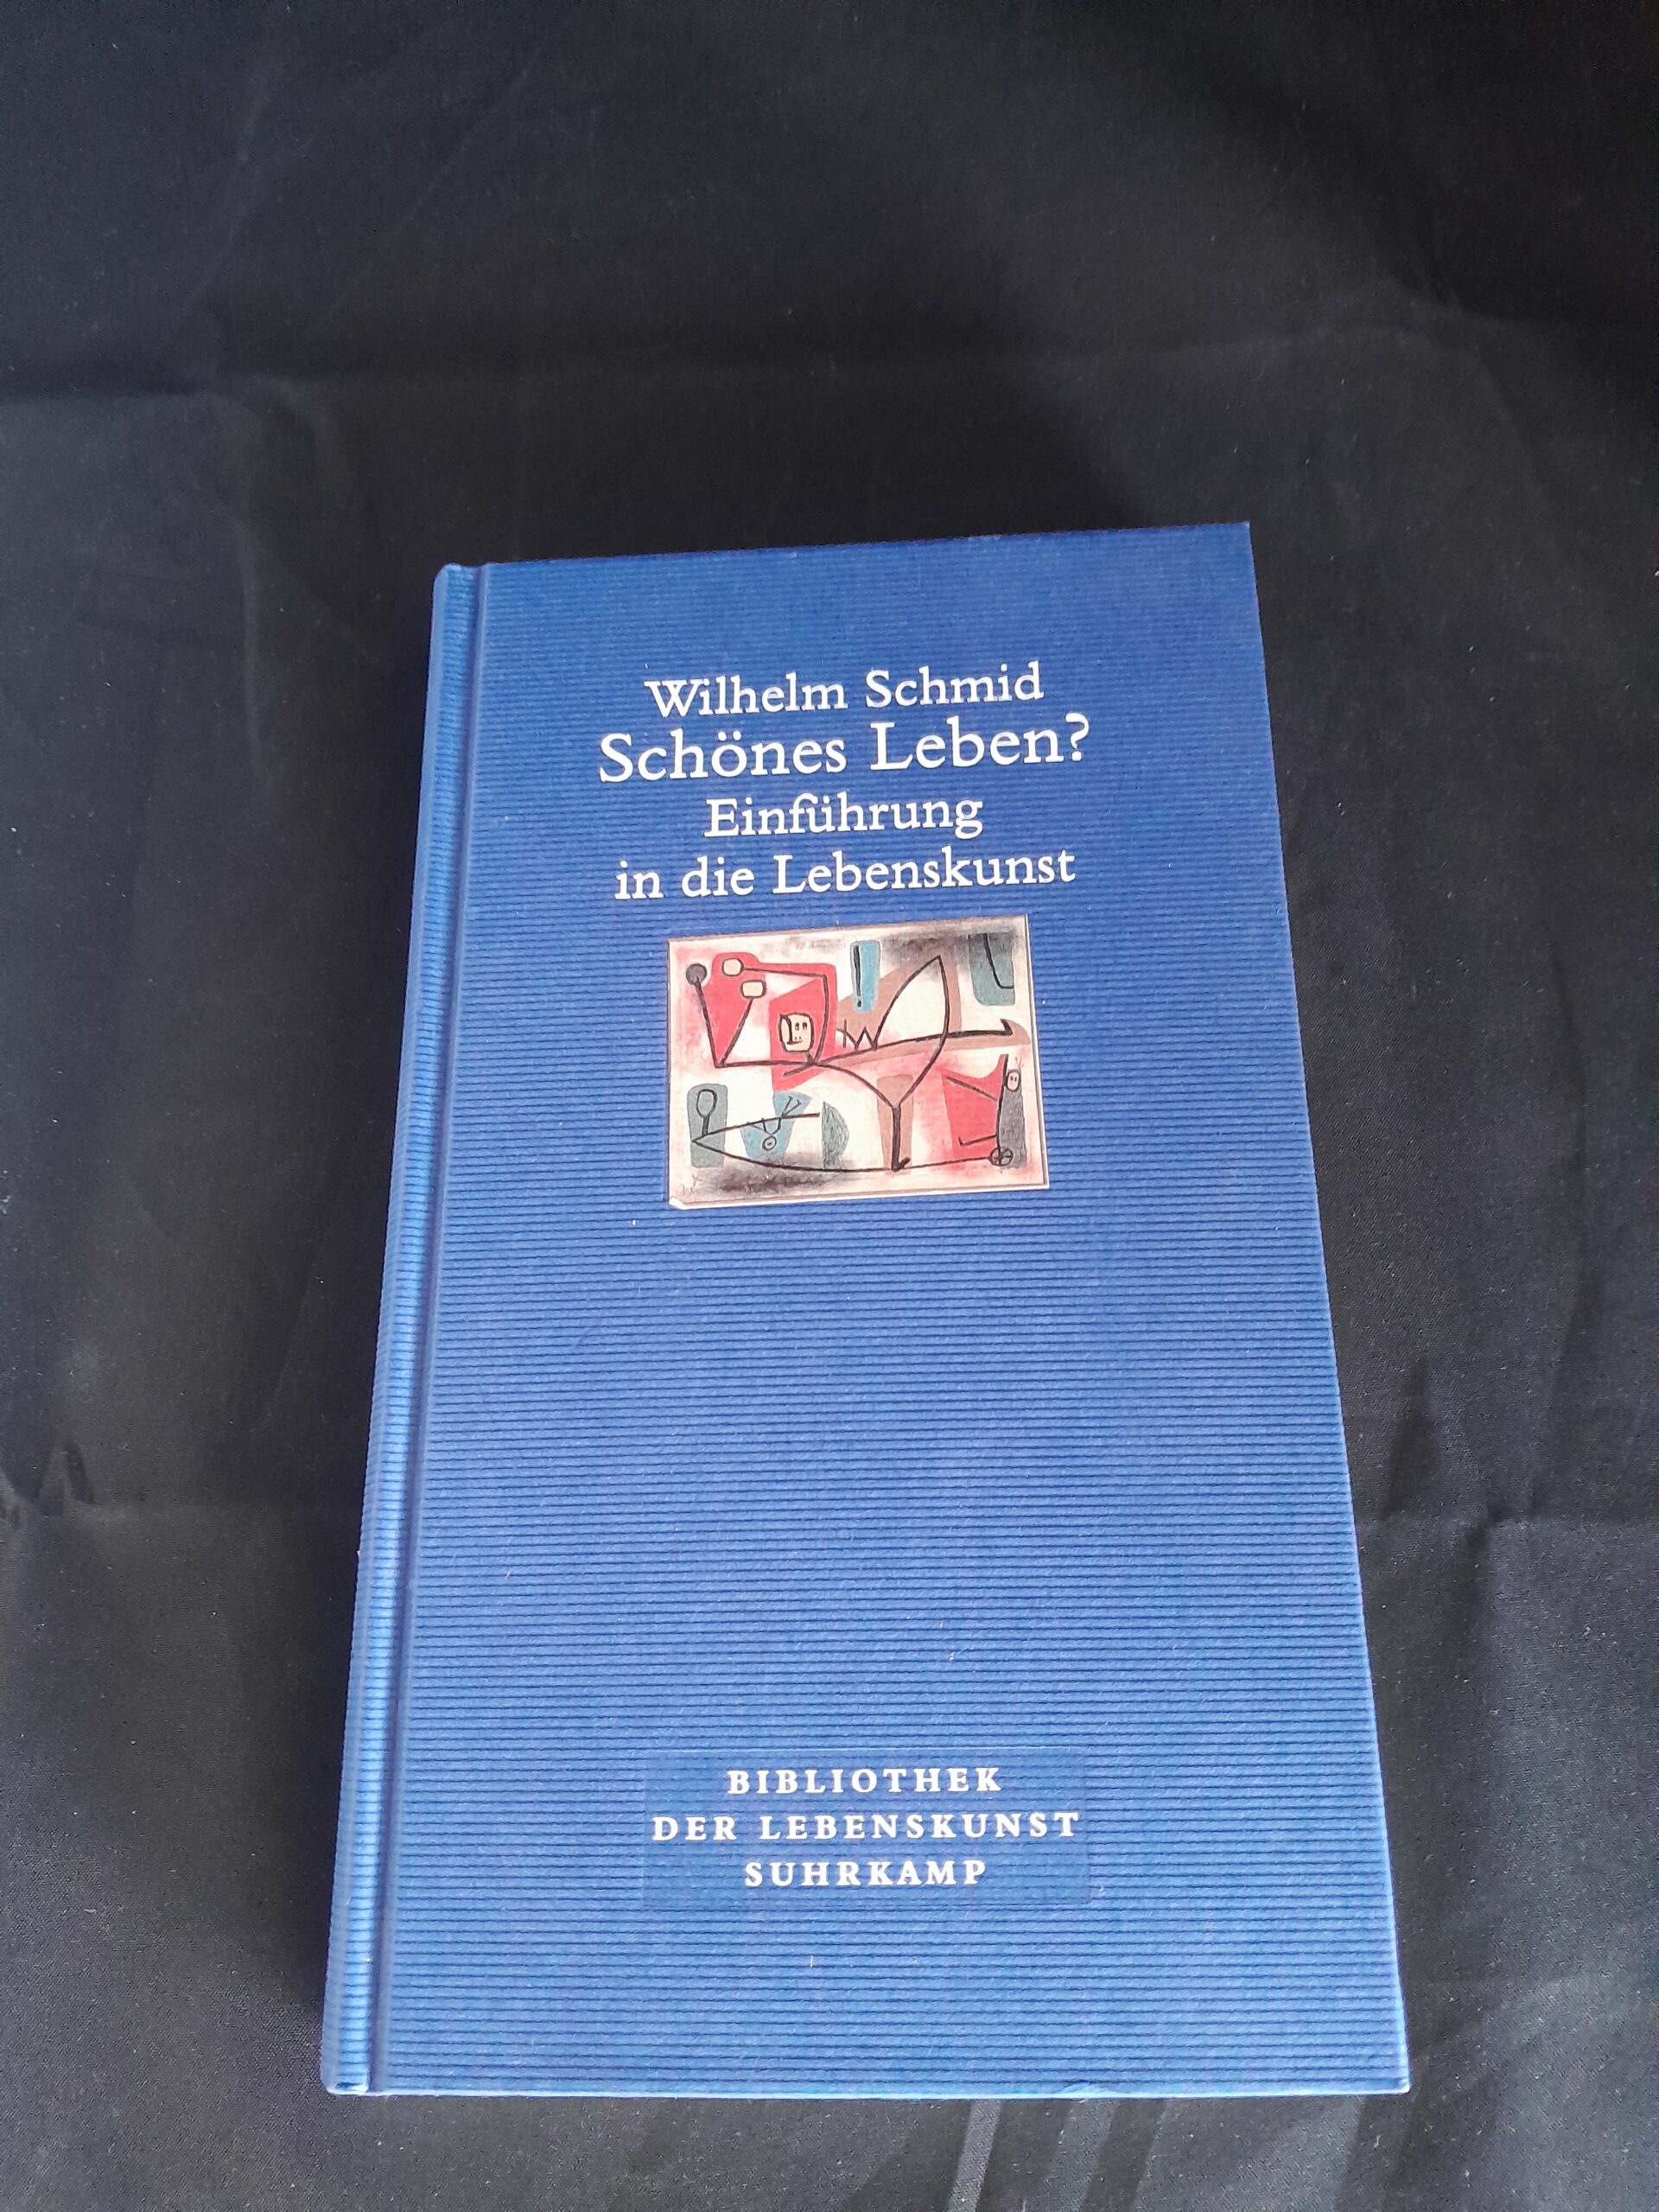 Wilhelm Schmid
Schönes Leben?
Einführung
in die Lebenskunst
BIBLIOTHEK
DER LEBENSKUNST
SUHRKAMP